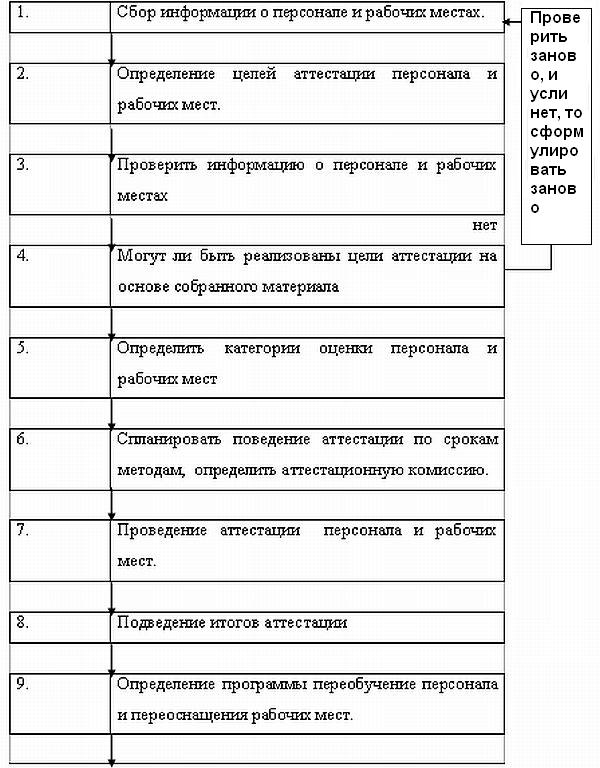 1. Сбор информации о персонале и рабочих местах.
2. Определение целей аттестации персонала и
рабочих мест.
3. Проверить информацию о персонале и рабочих
местах
нет
4. Могут ли быть реализованы цели аттестации на
основе собранного материала
5. Определить категории оценки персонала и
рабочих мест
6. Спланировать поведение аттестации по срокам
методам, определить аттестационную комиссию.
7. Проведение аттестации персонала и рабочих
мест.
8. Подведение итогов аттестации
9. Определение программы переобучение персонала
и переоснащения рабочих мест.
Прове
рить
занов
о, и
усли
нет, то
сформ
улиро
вать
занов
о